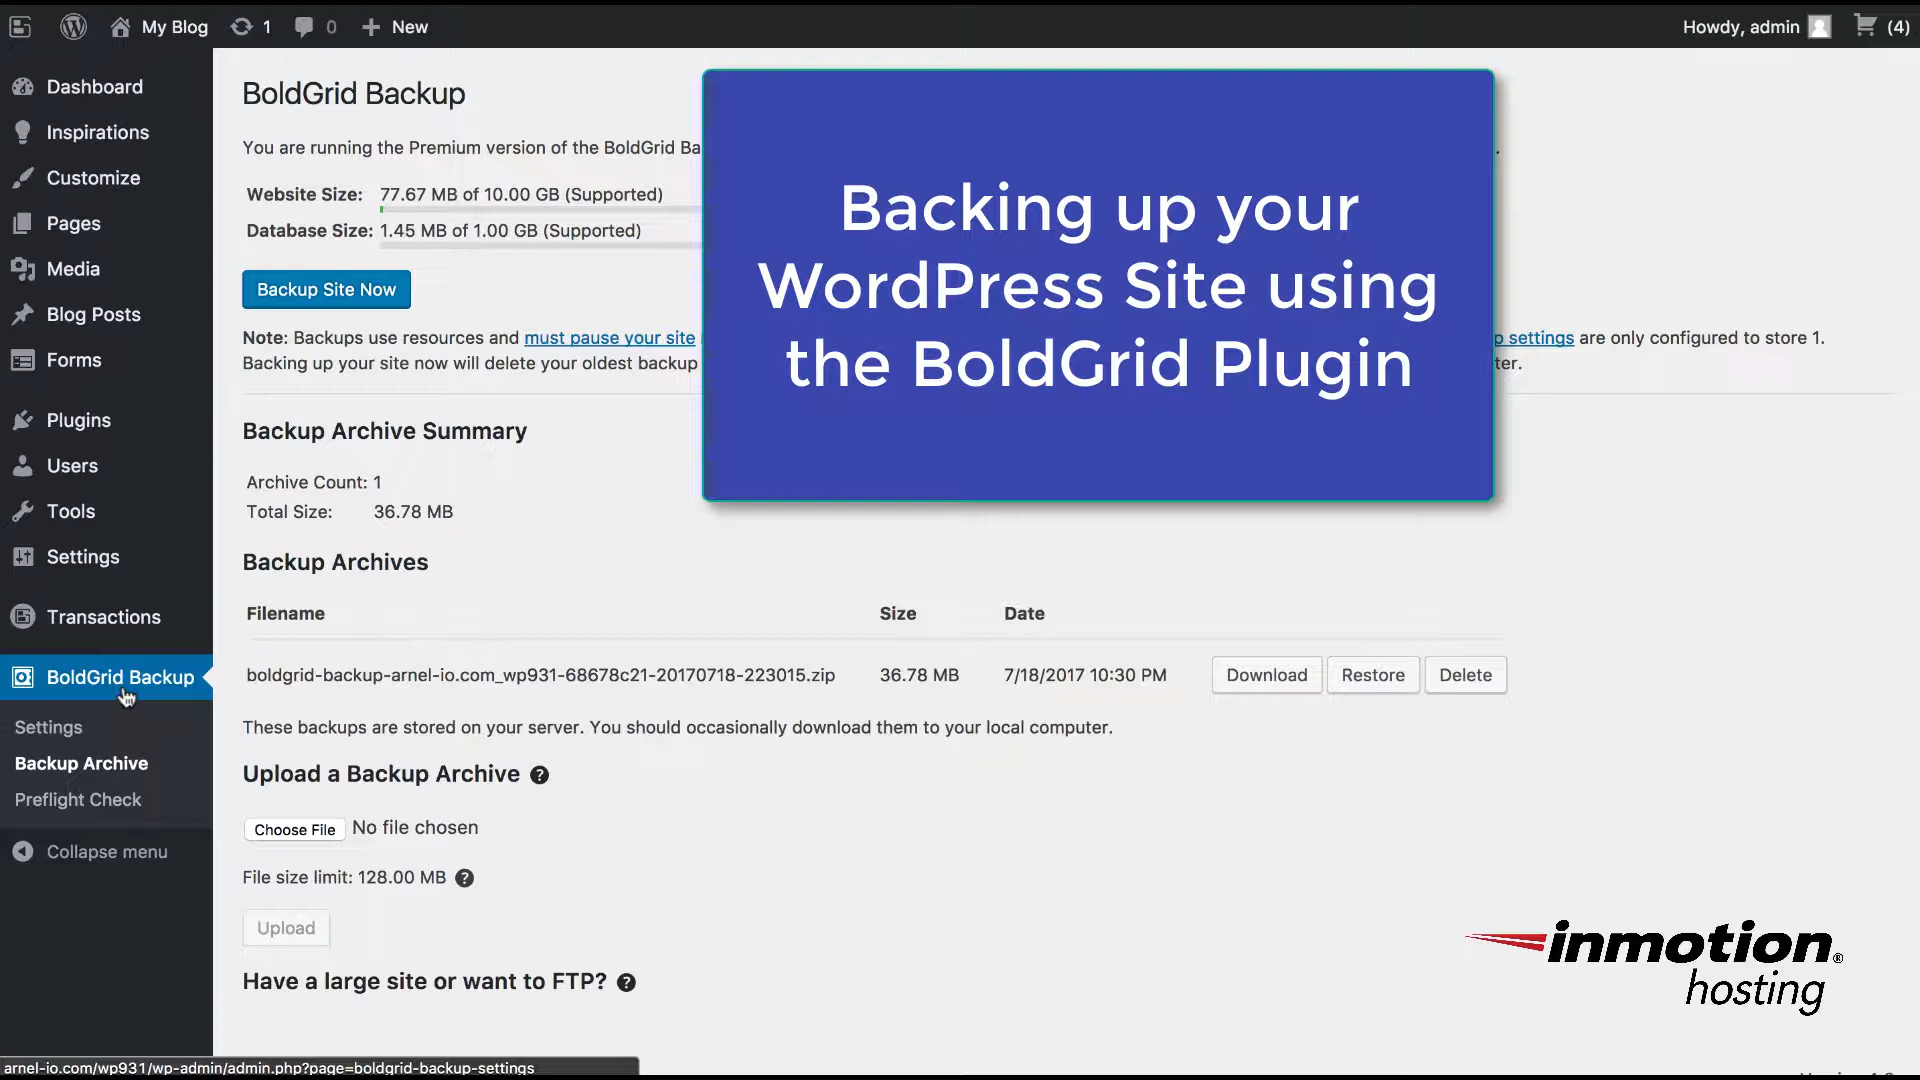 My Blog 1 0 New Howdy, admin (4)
Dashboard
Inspirations
Customize
Pages
Media
Blog Posts
Forms
Plugins
Users
Tools
Settings
Transactions
BoldGrid Backup
Settings
Backup Archive
Preflight Check
Collapse menu
BoldGrid Backup
You are running the Premium version of the BoldGrid Ba
Website Size: 77.67 MB of 10.00 GB (Supported)
Database Size: 1.45 MB of 1.00 GB (Supported)
Backup Site Now
Note: Backups use resources and must pause your site p settings are only configured to store 1.
Backing up your site now will delete your oldest backup ter.
Backing up your
WordPress Site using
the BoldGrid Plugin
Backup Archive Summary
Archive Count: 1
Total Size: 36.78 MB
Backup Archives
Filename Size Date
boldgrid-backup-arnel-io.com_wp931-68678c21-20170718-223015.zip 36.78 MB 7/18/2017 10:30 PM Download Restore Delete
These backups are stored on your server. You should occasionally download them to your local computer.
Upload a Backup Archive ?
Choose File No file chosen
File size limit: 128.00 MB ?
Upload
Have a large site or want to FTP? ?
inmotion®
hosting
arnel-io.com/wp931/wp-admin/admin.php?page=boldgrid-backup-settings